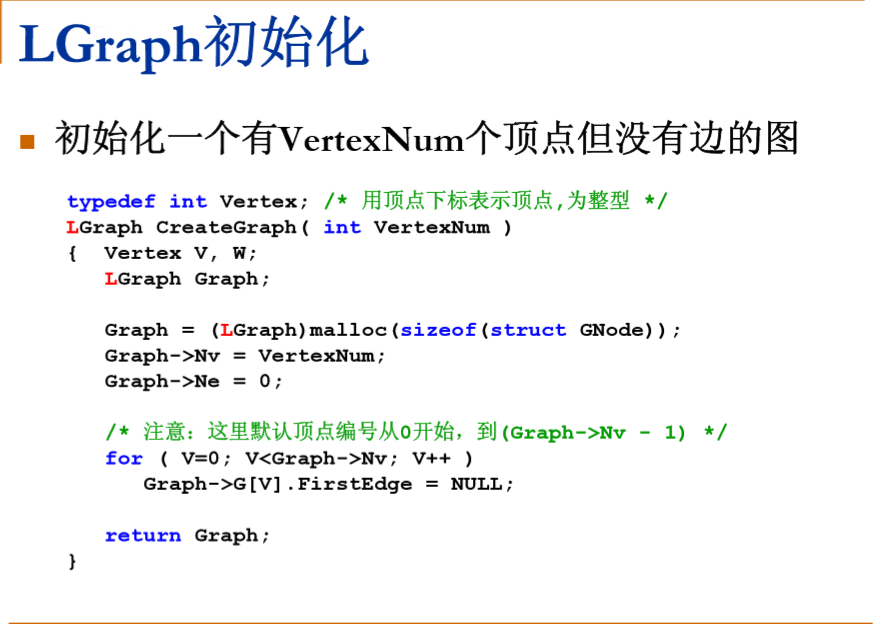 LGraph初始化
初始化一个有VertexNum个顶点但没有边的图
typedef int Vertex; /* 用顶点下标表示顶点,为整型 */
LGraph CreateGraph( int VertexNum )
{ Vertex V, W;
LGraph Graph;
Graph = (LGraph)malloc(sizeof(struct GNode));
Graph->Nv = VertexNum;
Graph->Ne = 0;
/* 注意：这里默认顶点编号从0开始，到(Graph->Nv - 1) */
for ( V=0; V<Graph->Nv; V++ )
Graph->G[V].FirstEdge = NULL;
return Graph;
}